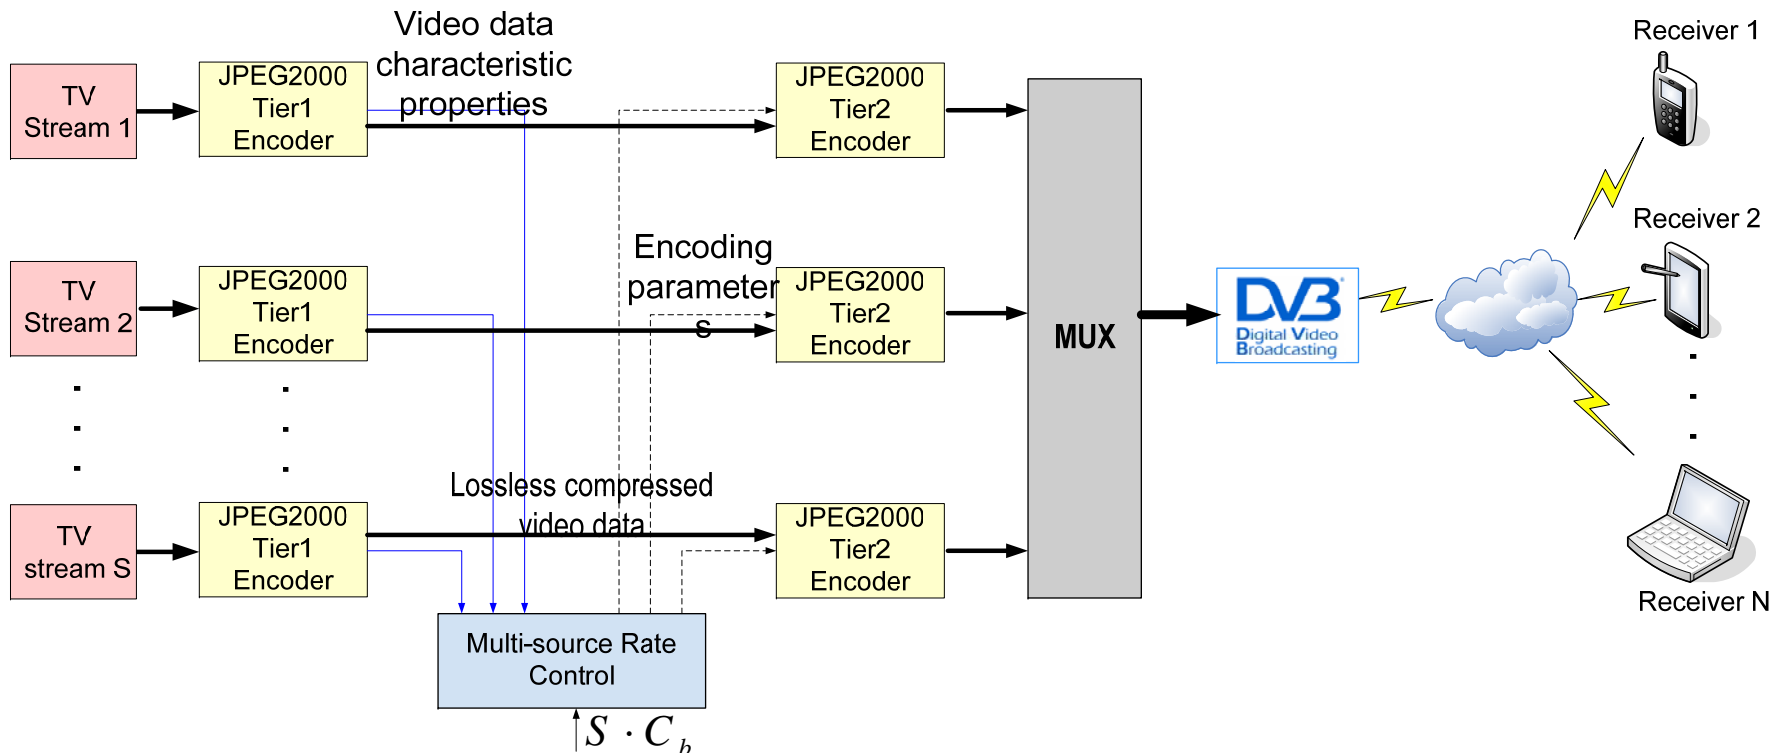 Video data
characteristic
properties
Receiver 1
TV
Stream 1
JPEG2000
Tier1
Encoder
JPEG2000
Tier2
Encoder
Receiver 2
Encoding
parameter
s
TV
Stream 2
JPEG2000
Tier1
Encoder
JPEG2000
Tier2
Encoder
MUX
DVB
Digital Video
Broadcasting
Lossless compressed
video data
TV
stream S
JPEG2000
Tier1
Encoder
JPEG2000
Tier2
Encoder
Receiver N
Multi-source Rate
Control
S · C_b